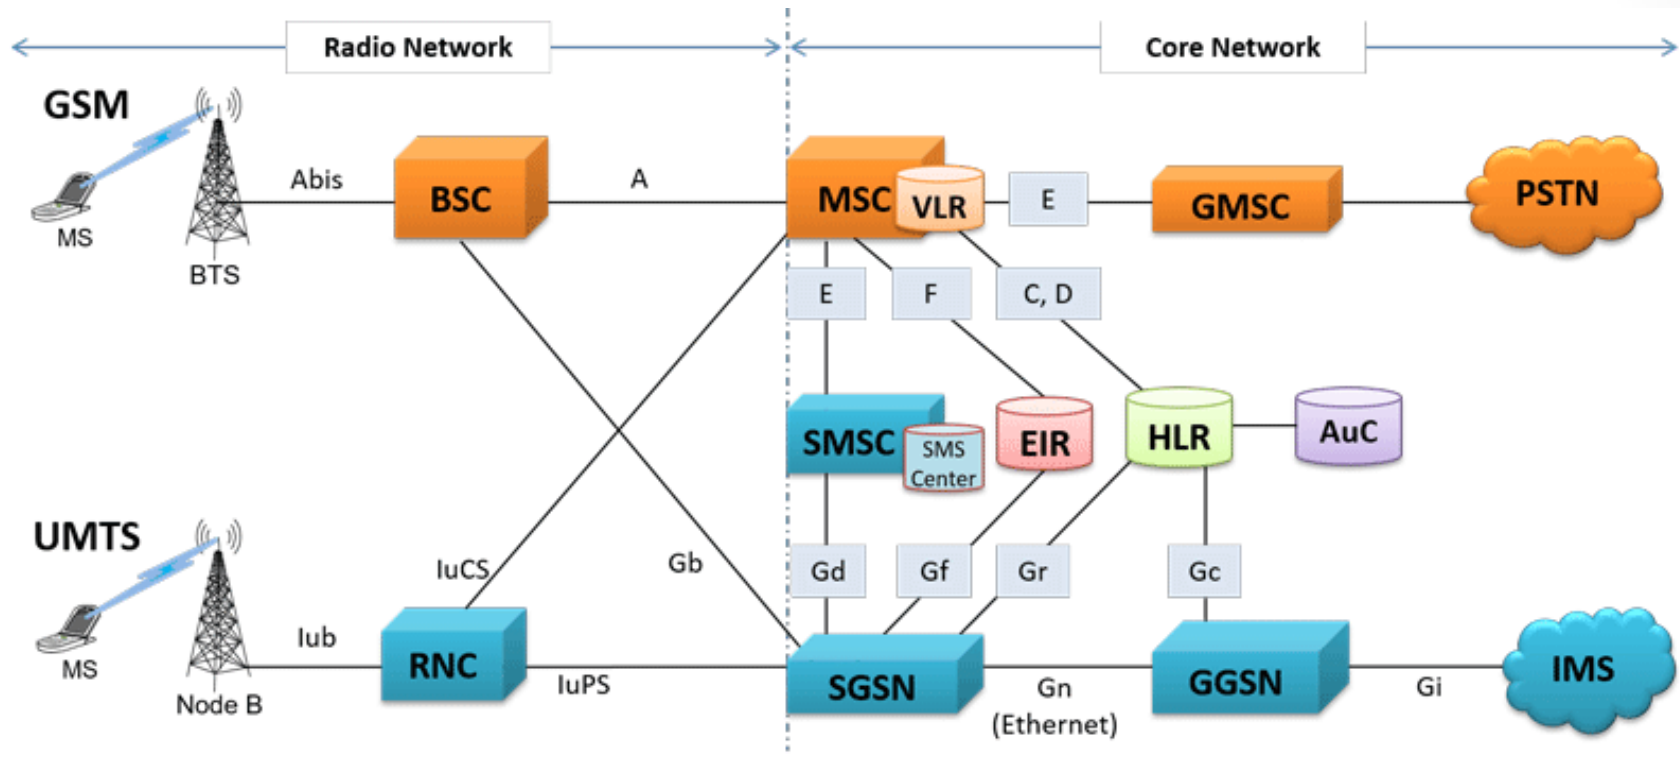 Radio Network
Core Network
GSM
MS
BTS
Abis
BSC
A
MSC
VLR
E
GMSC
PSTN
E
F
C, D
SMSC
SMS
Center
EIR
HLR
AuC
UMTS
MS
Node B
Iub
IuCS
RNC
IuPS
Gb
Gd
Gf
Gr
Gc
SGSN
Gn
(Ethernet)
GGSN
Gi
IMS